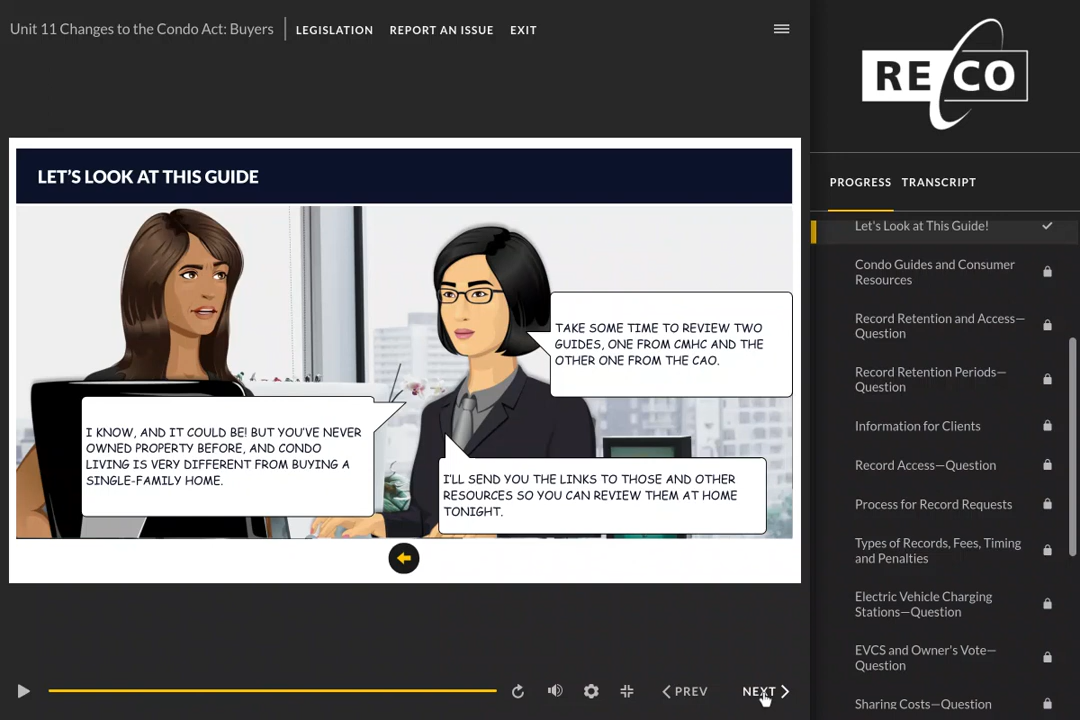 Unit 11 Changes to the Condo Act: Buyers
LEGISLATION
REPORT AN ISSUE
EXIT
RECO
PROGRESS
TRANSCRIPT
LET'S LOOK AT THIS GUIDE
TAKE SOME TIME TO REVIEW TWO
GUIDES, ONE FROM CMHC AND THE
OTHER ONE FROM THE CAO.
I KNOW, AND IT COULD BE! BUT YOU'VE NEVER
OWNED PROPERTY BEFORE, AND CONDO
LIVING IS VERY DIFFERENT FROM BUYING A
SINGLE-FAMILY HOME.
I'LL SEND YOU THE LINKS TO THOSE AND OTHER
RESOURCES SO YOU CAN REVIEW THEM AT HOME
TONIGHT.
Let's Look at This Guide!
Condo Guides and Consumer
Resources
Record Retention and Access—
Question
Record Retention Periods—
Question
Information for Clients
Record Access—Question
Process for Record Requests
Types of Records, Fees, Timing
and Penalties
Electric Vehicle Charging
Stations—Question
EVCS and Owner's Vote—
Question
Sharing Costs—Question
PREV
NEXT